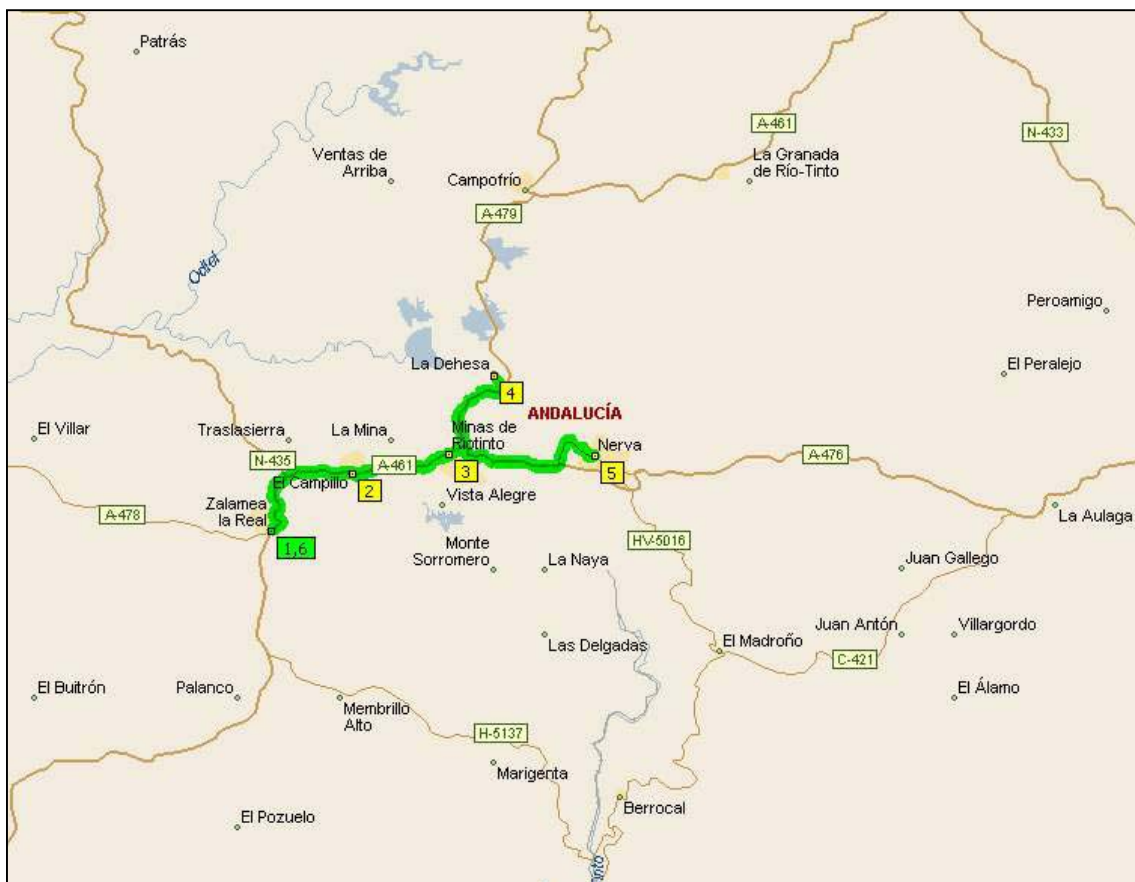 Patrás
A-461
N-433
Ventas de
Arriba
La Granada
de Río-Tinto
Campofrío
A-479
Odiel
Peroamigo
La Dehesa
El Peralejo
4
ANDALUCÍA
El Villar
Traslasierra
La Mina
Minas de
Riotinto
Nerva
N-435
A-461
3
5
A-476
El Campillo
2
Zalamea
la Real
Vista Alegre
La Aulaga
A-478
1,6
Monte
Sorromero
HV-5016
La Naya
Juan Gallego
Las Delgadas
El Madroño
Juan Antón
Villargordo
C-421
El Buitrón
Palanco
Membrillo
Alto
El Álamo
H-5137
Marigenta
Berrocal
El Pozuelo